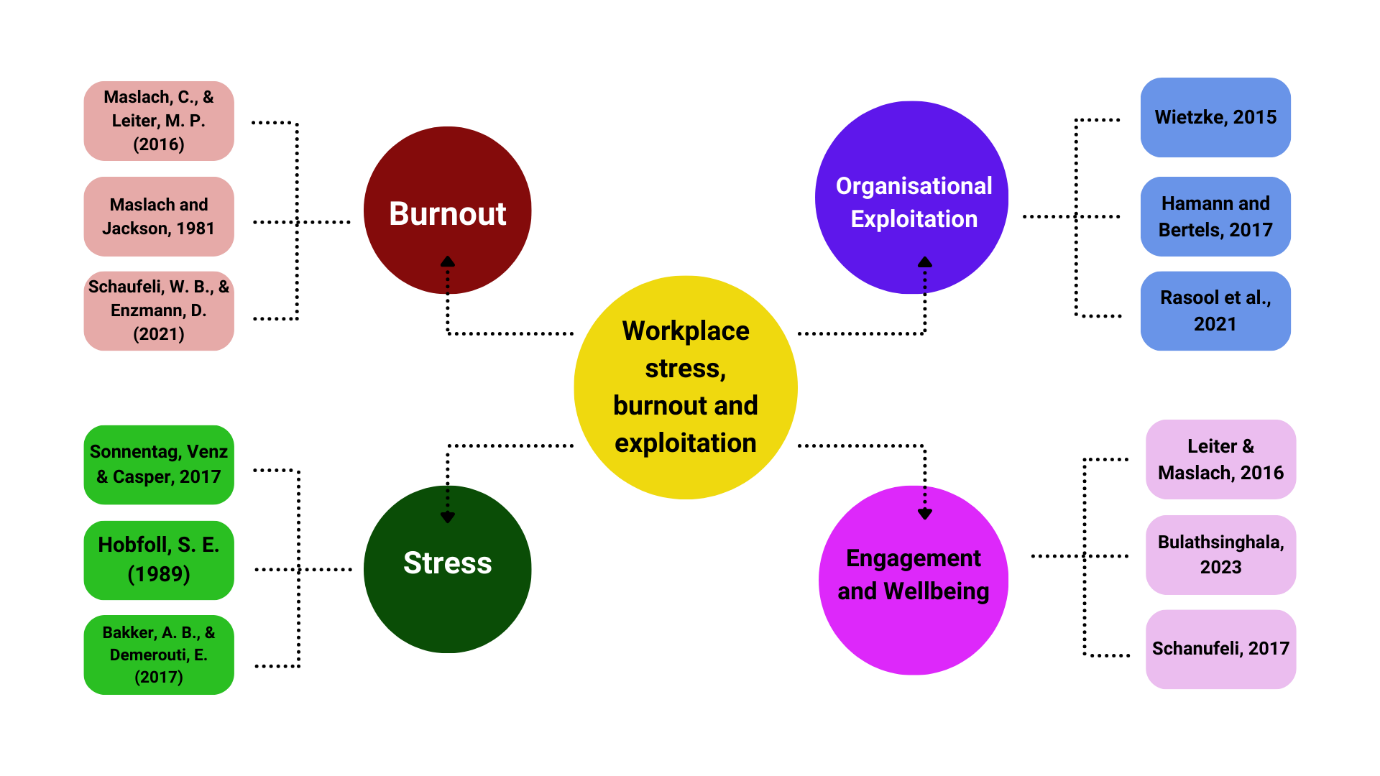 Maslach, C., &
Leiter, M. P.
(2016)
Maslach and
Jackson, 1981
Schaufeli, W. B., &
Enzmann, D.
(2021)
Burnout
Organisational
Exploitation
Wietzke, 2015
Hamann and
Bertels, 2017
Rasool et al.,
2021
Workplace
stress,
burnout and
exploitation
Sonnentag, Venz
& Casper, 2017
Hobfoll, S. E.
(1989)
Bakker, A. B., &
Demerouti, E.
(2017)
Stress
Engagement
and Wellbeing
Leiter &
Maslach, 2016
Bulathsinghala,
2023
Schanufeli, 2017